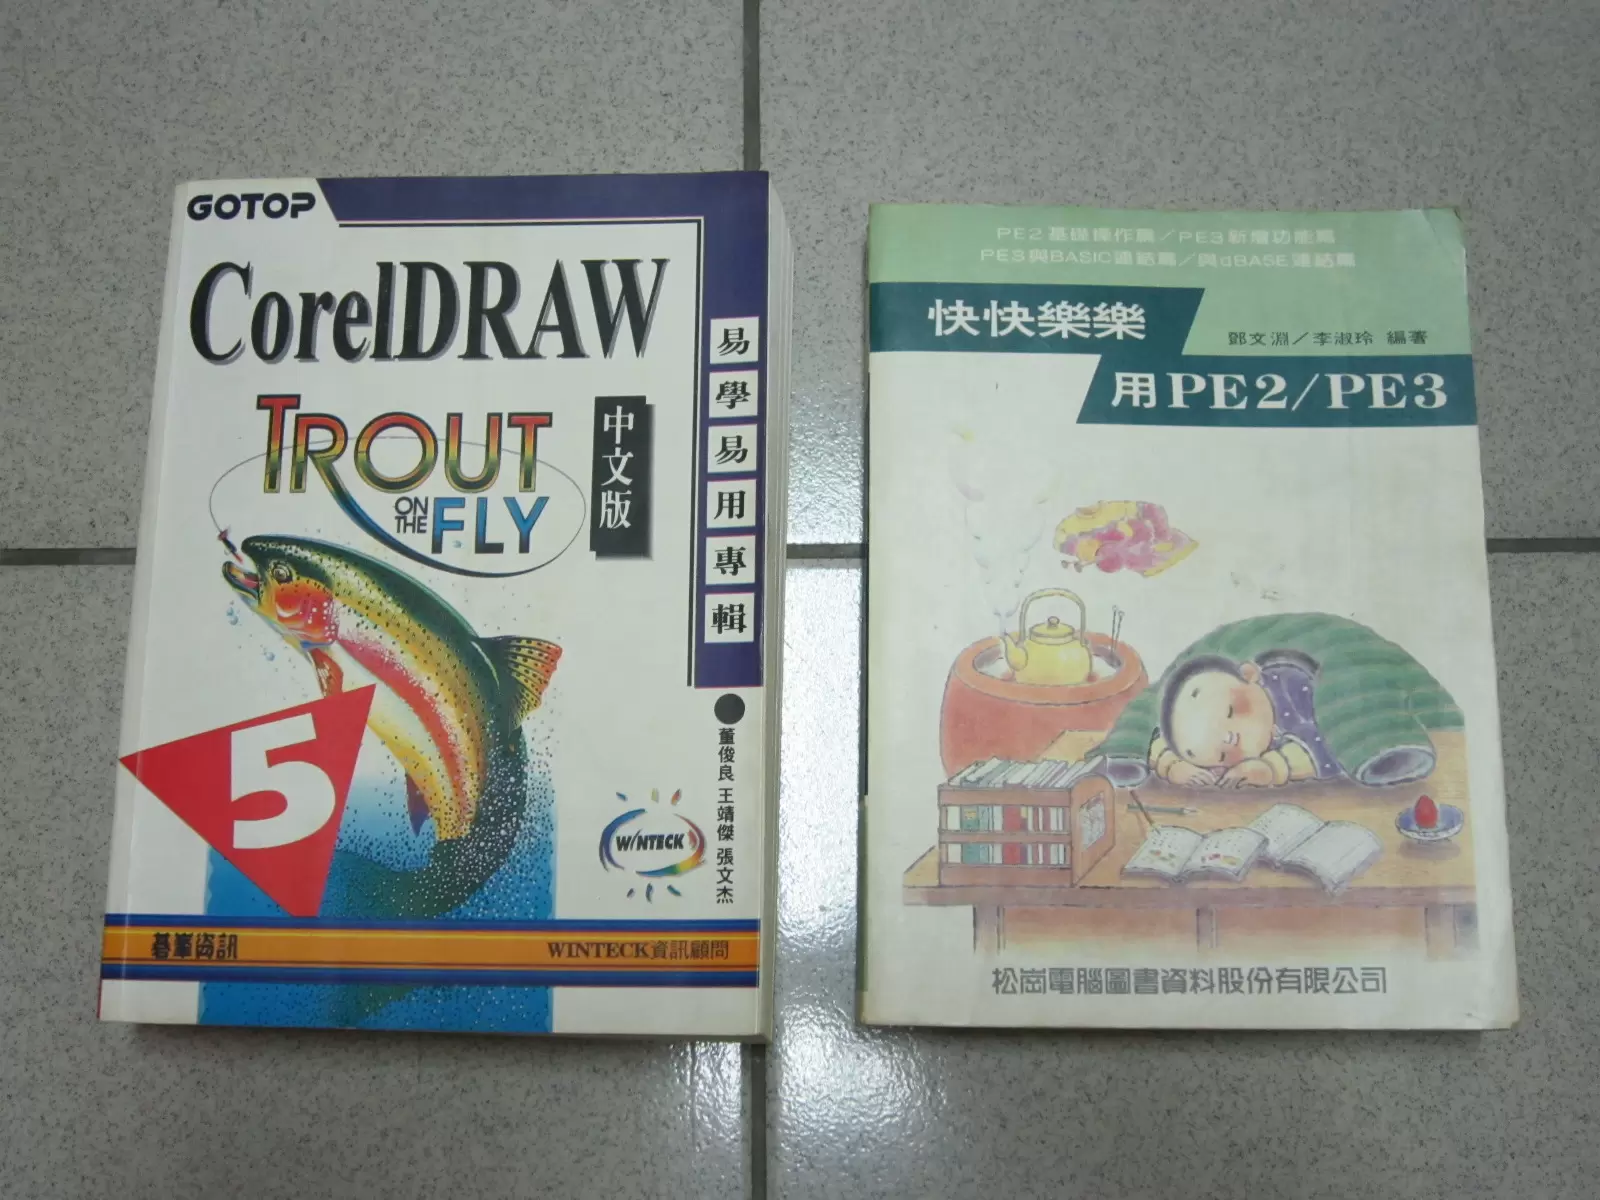 GOTOP
CorelDRAW
TROUT
ON THE FLY
中文版
易學易用專輯
5
董俊良 王靖傑 張文杰
WINTECK
碁峯資訊
WINTECK資訊顧問
PE2基礎操作篇/PE3新增功能篇
PE3與BASIC連結篇/與dBASE連結篇
快快樂樂
鄧文淵/李淑玲 編著
用PE2/PE3
松崗電腦圖書資料股份有限公司